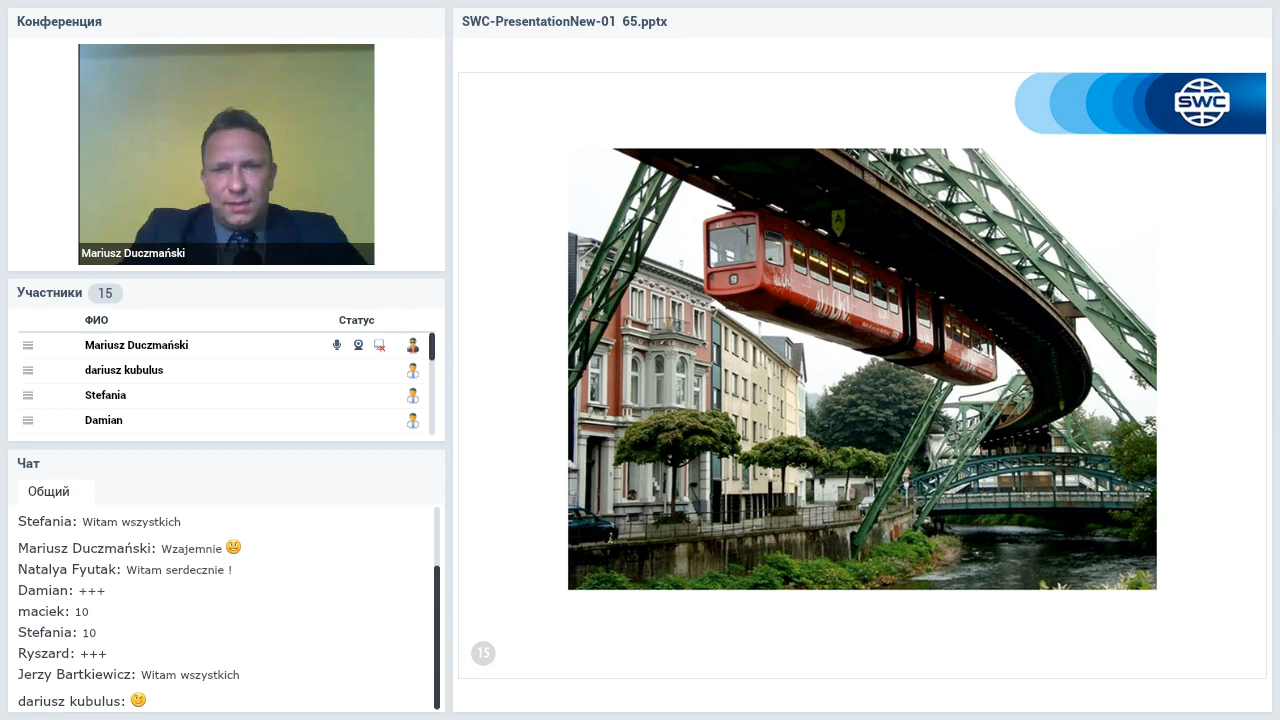 Конференция
Mariusz Duczmański
Участники 15
ФИО Статус
Mariusz Duczmański
dariusz kubulus
Stefania
Damian
Чат
Общий
Stefania: Witam wszystkich
Mariusz Duczmański: Wzajemnie
Natalya Fyutak: Witam serdecznie !
Damian: +++
maciek: 10
Stefania: 10
Ryszard: +++
Jerzy Bartkiewicz: Witam wszystkich
dariusz kubulus:
SWC-PresentationNew-01 65.pptx
SWC
A
15